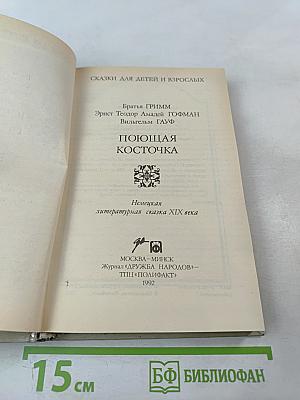 СКАЗКИ ДЛЯ ДЕТЕЙ И ВЗРОСЛЫХ
Братья ГРИММ
Эрнст Теодор Амадей ГОФМАН
Вильгельм ГАУФ
ПОЮЩАЯ
КОСТОЧКА
Немецкая
литературная сказка XIX века
МОСКВА–МИНСК
Журнал «ДРУЖБА НАРОДОВ»–
ТПЦ «ПОЛИФАКТ»
1992
15 см
БФ БИБЛИОФАН